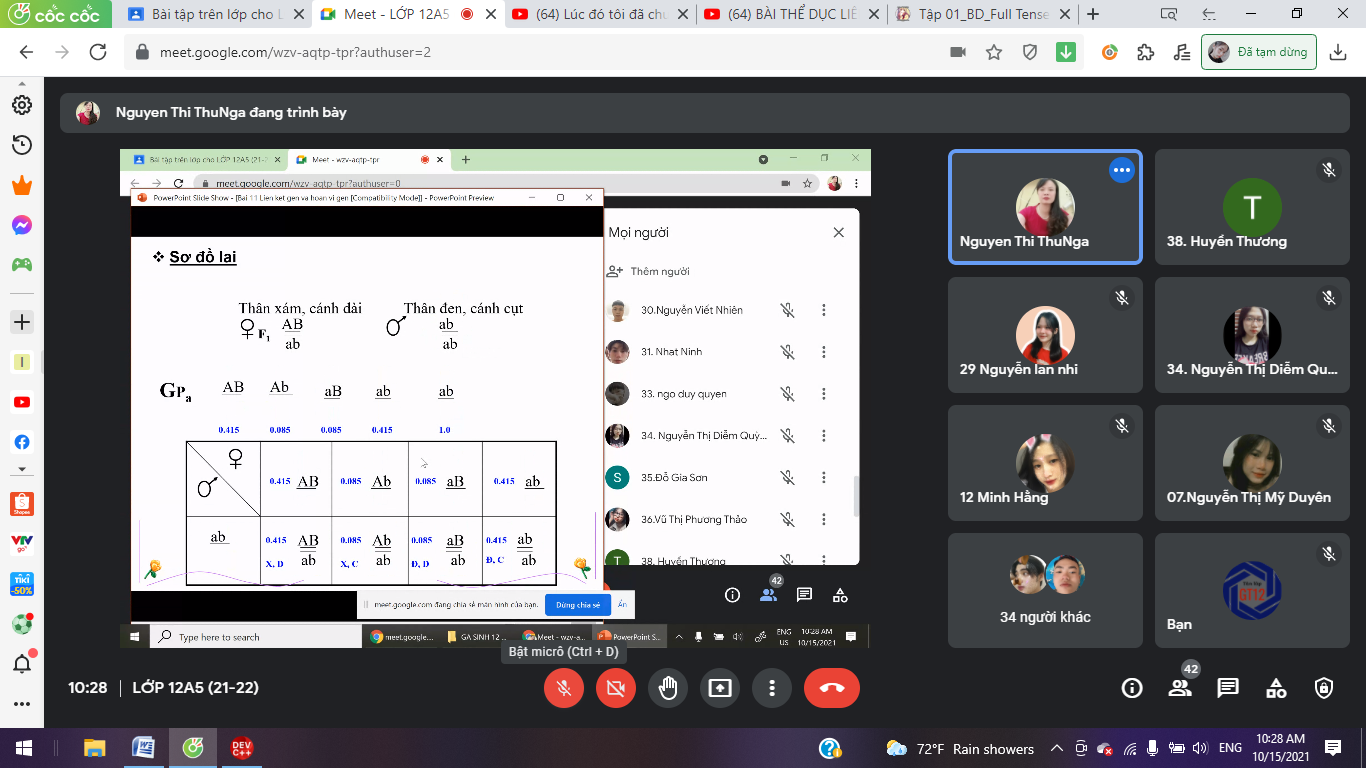 cốc cốc
Bài tập trên lớp cho L
Meet - LỚP 12A5
(64) Lúc đó tôi đã chu
(64) BÀI THỂ DỤC LIÊ
Tập 01_BD_Full Tense
meet.google.com/wzv-aqtp-tpr?authuser=2
Đã tạm dừng
Nguyen Thi ThuNga đang trình bày
Bài tập trên lớp cho LỚP 12A5 (21-2
Meet - wzv-aqtp-tpr
meet.google.com/wzv-aqtp-tpr?authuser=0
PowerPoint Slide Show - [Bai 11 Lien ket gen va hoan vi gen [Compatibility Mode]] - PowerPoint Preview
❖ Sơ đồ lai
Thân xám, cánh dài
Thân đen, cánh cụt
♀ F1 AB
ab
♂ ab
ab
GPa AB Ab aB ab ab
0.415 0.085 0.085 0.415 1.0
♀
♂
0.415 AB 0.085 Ab 0.085 aB 0.415 ab
ab
0.415 AB 0.085 Ab 0.085 aB 0.415 ab
ab ab ab ab
X, D X, C Đ, D Đ, C
meet.google.com đang chia sẻ màn hình của bạn.
Dừng chia sẻ
Ẩn
Mọi người
Thêm người
30.Nguyễn Viết Nhiên
31. Nhat Ninh
33. ngo duy quyen
34. Nguyễn Thị Diễm Quỳ...
S 35.Đỗ Gia Sơn
36.Vũ Thị Phương Thảo
T 38. Huyền Thương
42
Type here to search
meet.google....
GA SINH 12
Meet - wzv-a...
PowerPoint S...
ENG
US
10:28 AM
10/15/2021
Bật micrô (Ctrl + D)
Nguyen Thi ThuNga
T
38. Huyền Thương
29 Nguyễn lan nhi
34. Nguyễn Thị Diễm Qu...
12 Minh Hằng
07.Nguyễn Thị Mỹ Duyên
34 người khác
GT12
Bạn
10:28
LỚP 12A5 (21-22)
42
I
Shopee
VTV
go
TIKI
-50%
W
DEV
C++
72°F Rain showers
ENG
10:28 AM
10/15/2021